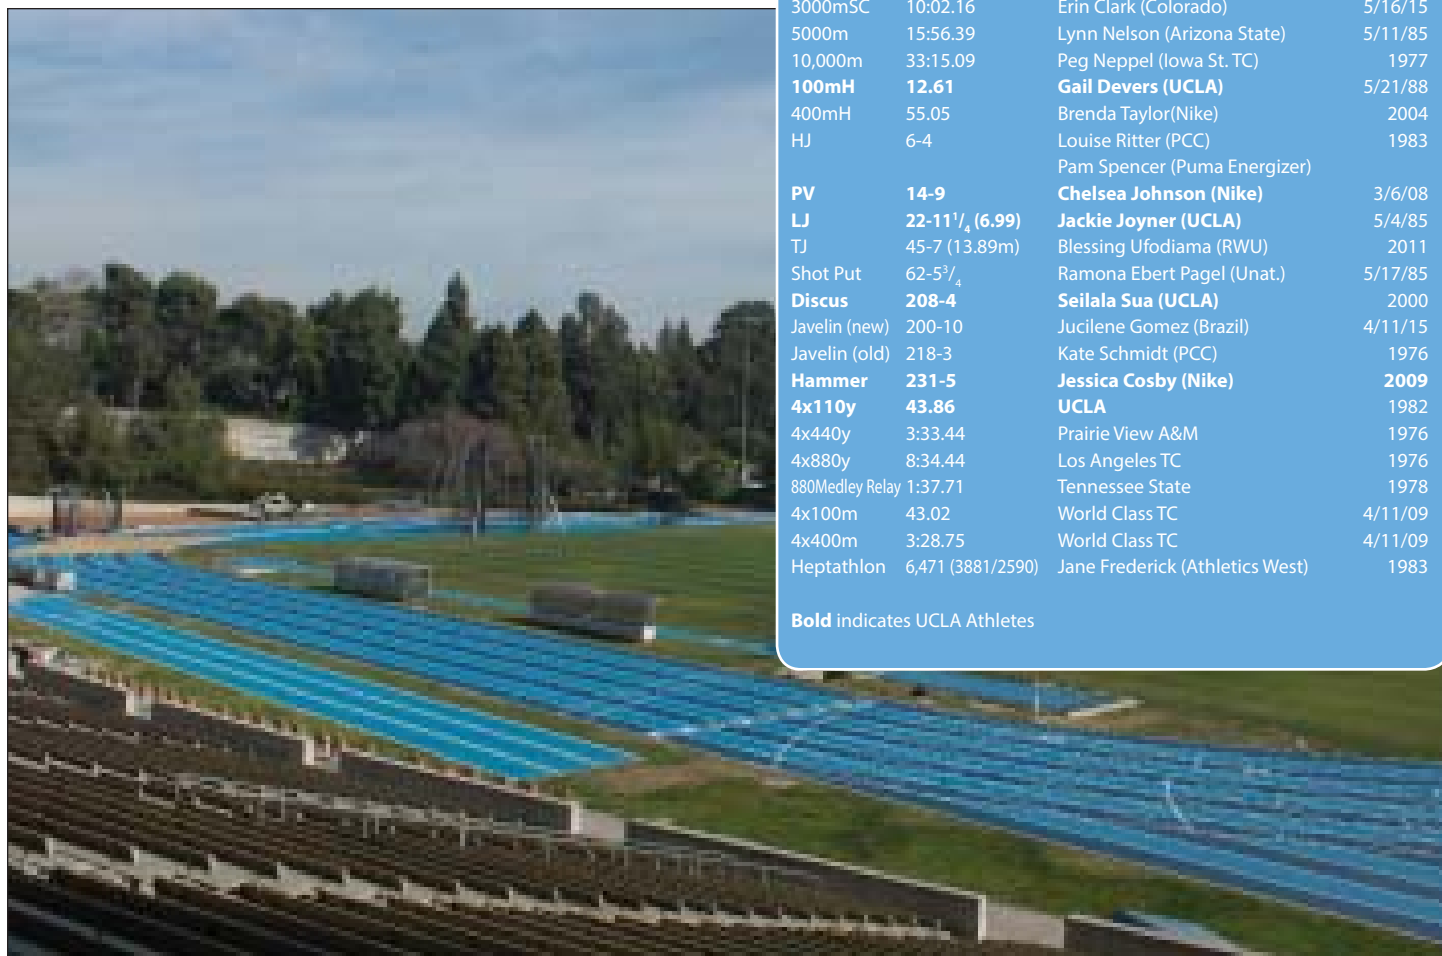 3000mSC 10:02.16 Erin Clark (Colorado) 5/16/15
5000m 15:56.39 Lynn Nelson (Arizona State) 5/11/85
10,000m 33:15.09 Peg Neppel (Iowa St. TC) 1977
100mH 12.61 Gail Devers (UCLA) 5/21/88
400mH 55.05 Brenda Taylor(Nike) 2004
HJ 6-4 Louise Ritter (PCC) 1983
Pam Spencer (Puma Energizer)
PV 14-9 Chelsea Johnson (Nike) 3/6/08
LJ 22-11 1/4 (6.99) Jackie Joyner (UCLA) 5/4/85
TJ 45-7 (13.89m) Blessing Ufodiama (RWU) 2011
Shot Put 62-5 3/4 Ramona Ebert Pagel (Unat.) 5/17/85
Discus 208-4 Seilala Sua (UCLA) 2000
Javelin (new) 200-10 Jucilene Gomez (Brazil) 4/11/15
Javelin (old) 218-3 Kate Schmidt (PCC) 1976
Hammer 231-5 Jessica Cosby (Nike) 2009
4x110y 43.86 UCLA 1982
4x440y 3:33.44 Prairie View A&M 1976
4x880y 8:34.44 Los Angeles TC 1976
880Medley Relay 1:37.71 Tennessee State 1978
4x100m 43.02 World Class TC 4/11/09
4x400m 3:28.75 World Class TC 4/11/09
Heptathlon 6,471 (3881/2590) Jane Frederick (Athletics West) 1983
Bold indicates UCLA Athletes